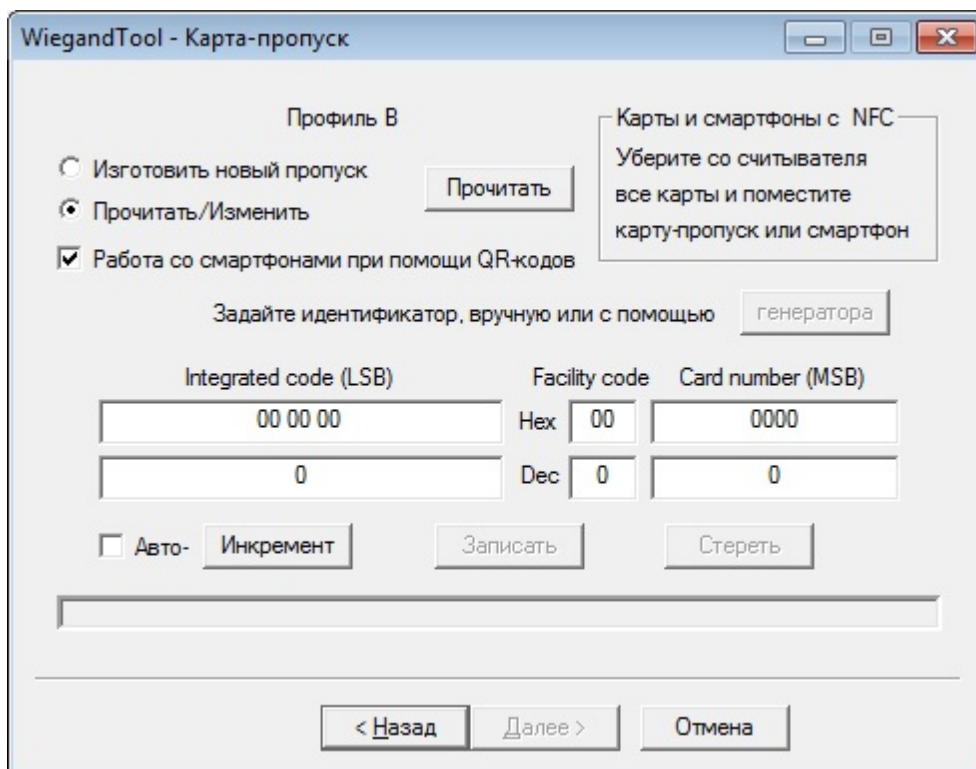 WiegandTool - Карта-пропуск
Профиль В
Карты и смартфоны с NFC
Изготовить новый пропуск
Прочитать
Уберите со считывателя
Прочитать/Изменить
все карты и поместите
карту-пропуск или смартфон
Работа со смартфонами при помощи QR-кодов
Задайте идентификатор, вручную или с помощью генератора
Integrated code (LSB) Facility code Card number (MSB)
00 00 00 Hex 00 0000
0 Dec 0 0
Авто- Инкремент Записать Стереть
< Назад Далее > Отмена